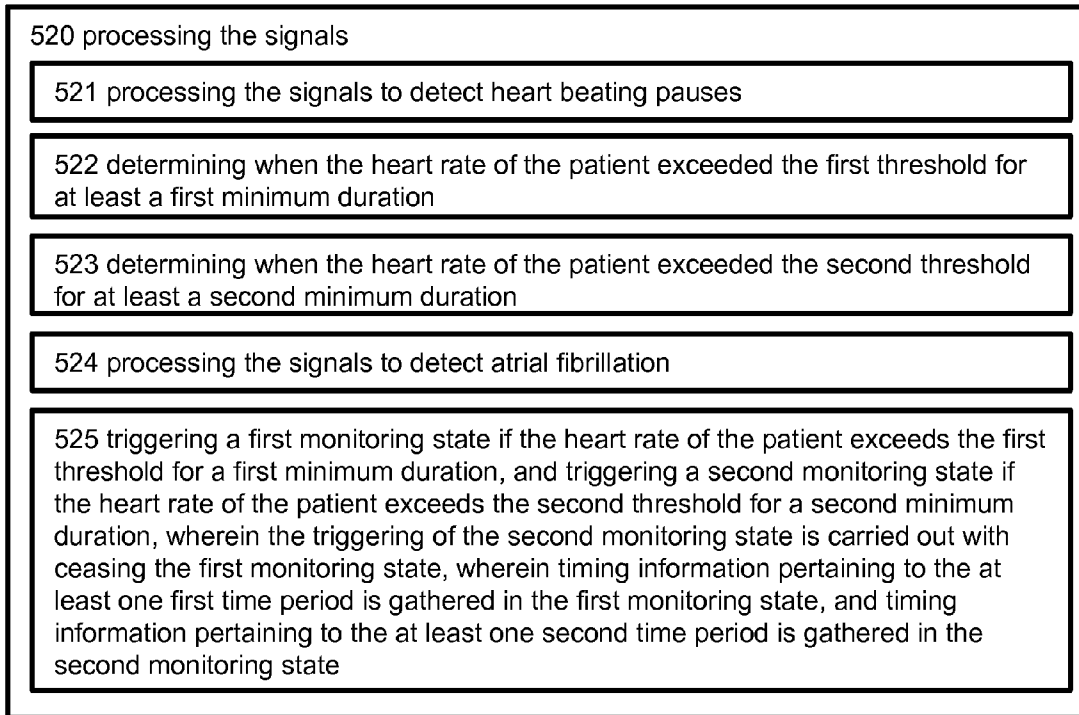 520 processing the signals
521 processing the signals to detect heart beating pauses
522 determining when the heart rate of the patient exceeded the first threshold for
at least a first minimum duration
523 determining when the heart rate of the patient exceeded the second threshold
for at least a second minimum duration
524 processing the signals to detect atrial fibrillation
525 triggering a first monitoring state if the heart rate of the patient exceeds the first
threshold for a first minimum duration, and triggering a second monitoring state if
the heart rate of the patient exceeds the second threshold for a second minimum
duration, wherein the triggering of the second monitoring state is carried out with
ceasing the first monitoring state, wherein timing information pertaining to the at
least one first time period is gathered in the first monitoring state, and timing
information pertaining to the at least one second time period is gathered in the
second monitoring state